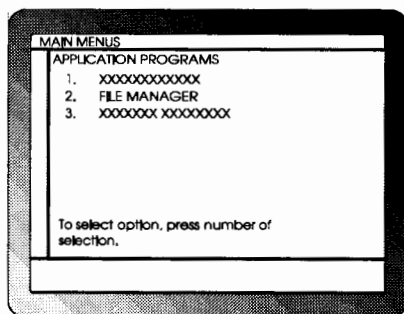 MAIN MENUS
APPLICATION PROGRAMS
1. XXXXXXXXXXXX
2. FILE MANAGER
3. XXXXXXX XXXXXXXX
To select option, press number of
selection.